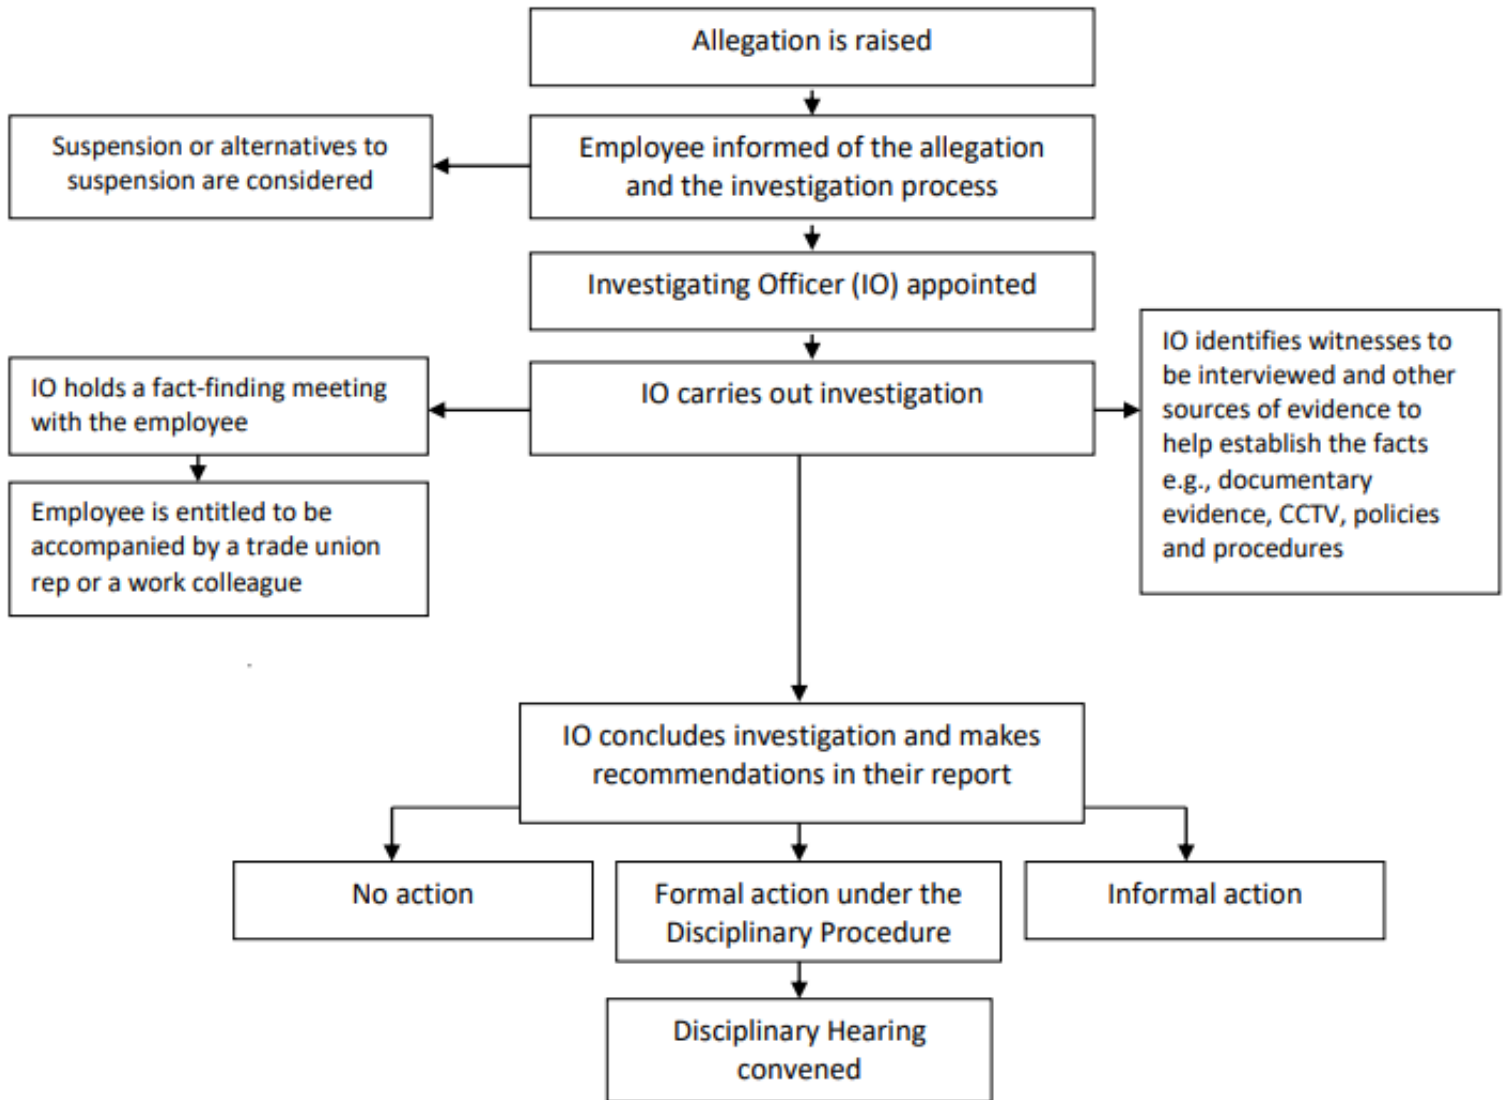 Allegation is raised
Suspension or alternatives to
suspension are considered
Employee informed of the allegation
and the investigation process
Investigating Officer (IO) appointed
IO holds a fact-finding meeting
with the employee
IO carries out investigation
IO identifies witnesses to
be interviewed and other
sources of evidence to
help establish the facts
e.g., documentary
evidence, CCTV, policies
and procedures
Employee is entitled to be
accompanied by a trade union
rep or a work colleague
IO concludes investigation and makes
recommendations in their report
No action
Formal action under the
Disciplinary Procedure
Informal action
Disciplinary Hearing
convened